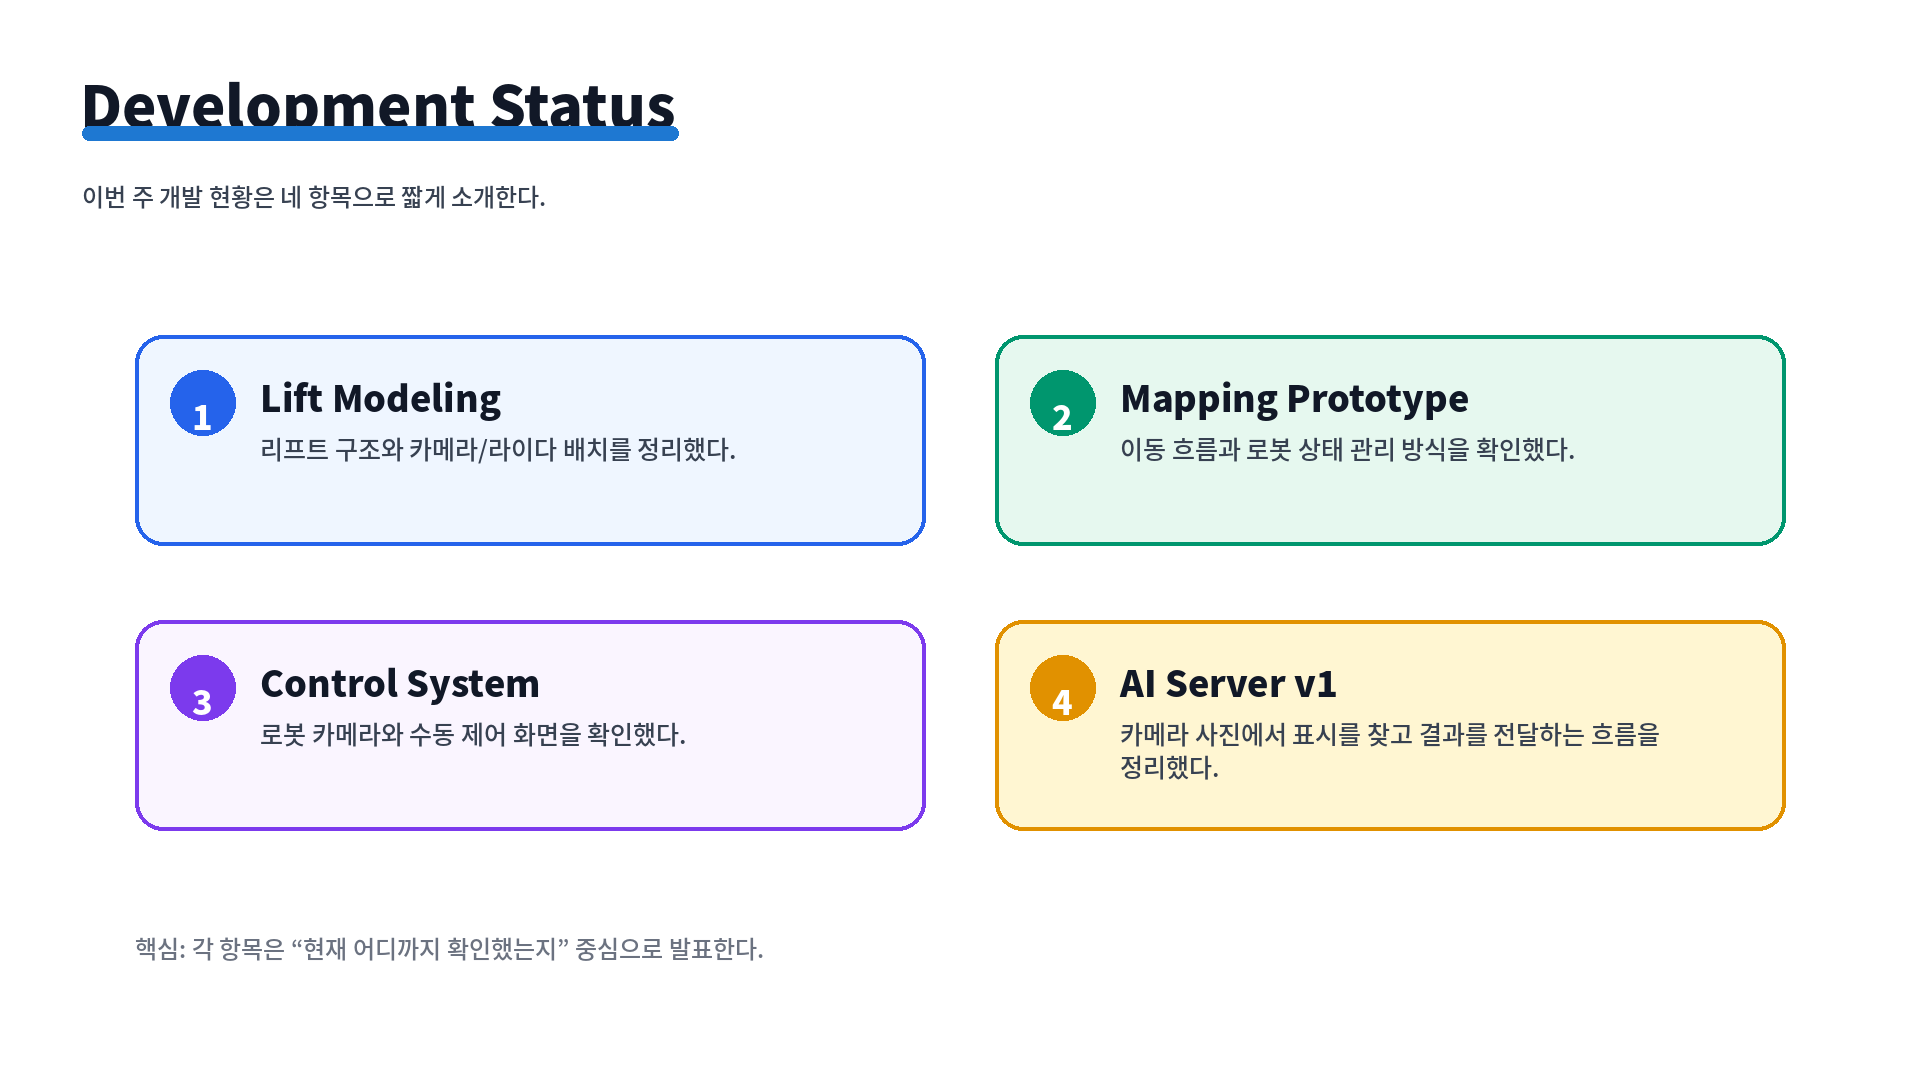 Development Status
이번 주 개발 현황은 네 항목으로 짧게 소개한다.
1
Lift Modeling
리프트 구조와 카메라/라이다 배치를 정리했다.
2
Mapping Prototype
이동 흐름과 로봇 상태 관리 방식을 확인했다.
3
Control System
로봇 카메라와 수동 제어 화면을 확인했다.
4
AI Server v1
카메라 사진에서 표시를 찾고 결과를 전달하는 흐름을
정리했다.
핵심: 각 항목은 “현재 어디까지 확인했는지” 중심으로 발표한다.